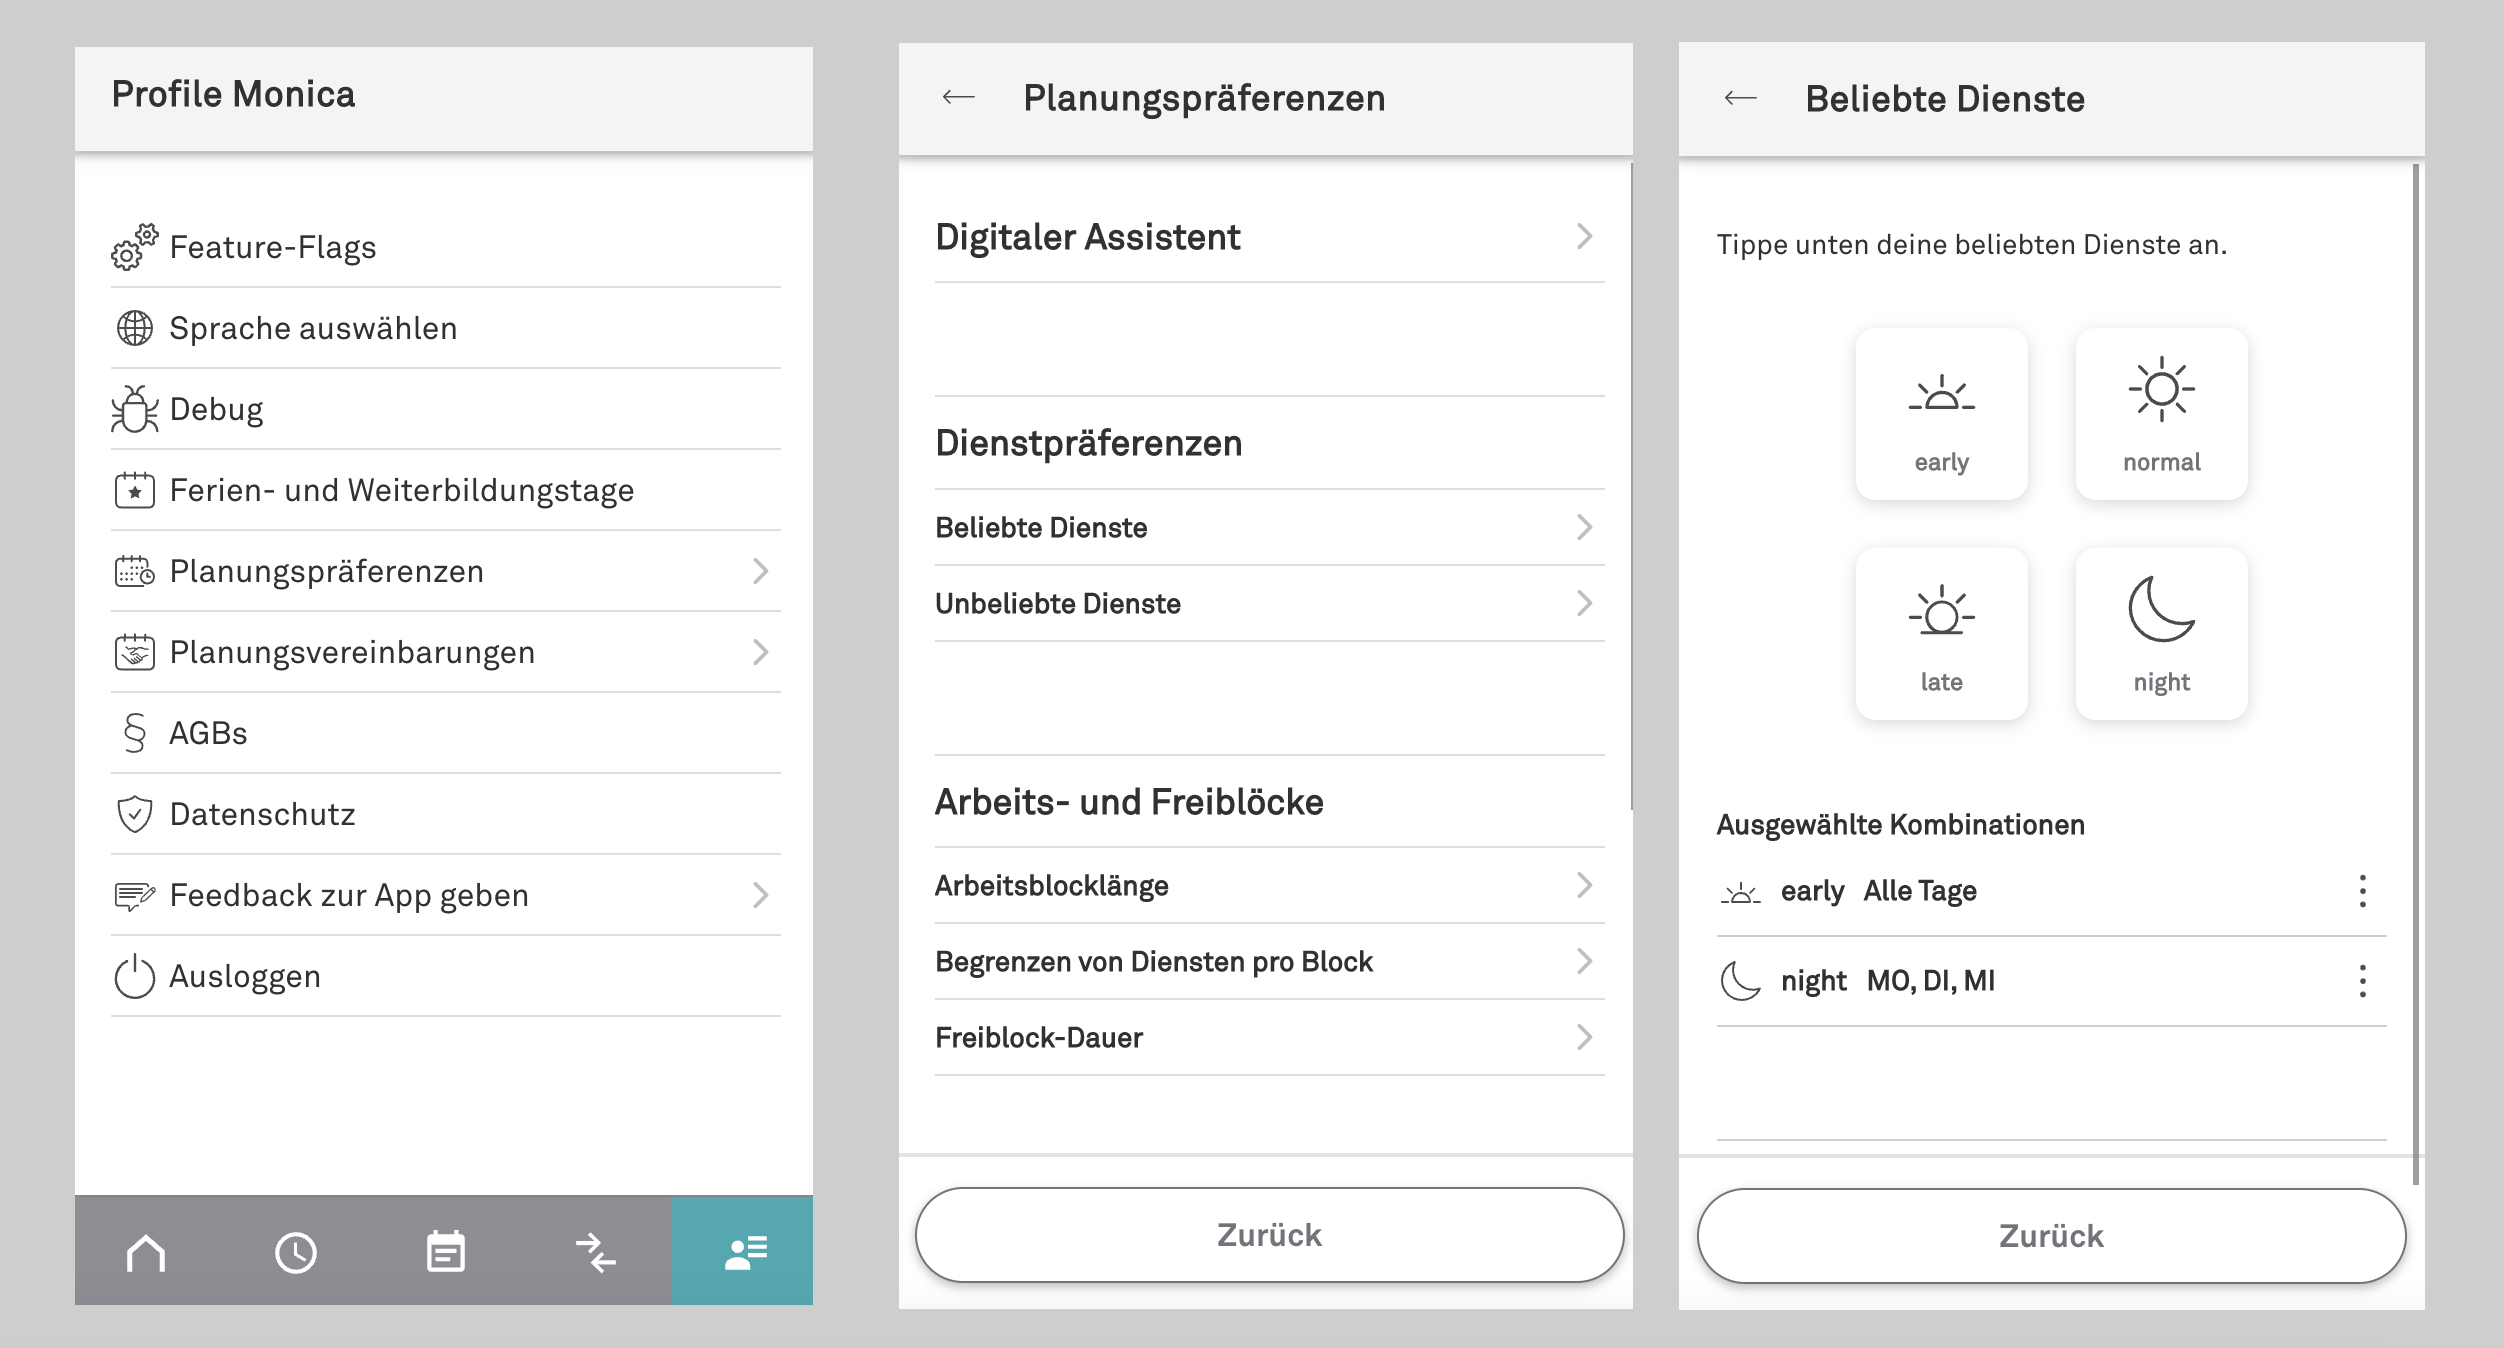 Profile Monica
Feature-Flags
Sprache auswählen
Debug
Ferien- und Weiterbildungstage
Planungspräferenzen
Planungsvereinbarungen
AGBs
Datenschutz
Feedback zur App geben
Ausloggen
Planungspräferenzen
Digitaler Assistent
Dienstpräferenzen
Beliebte Dienste
Unbeliebte Dienste
Arbeits- und Freiblöcke
Arbeitsblocklänge
Begrenzen von Diensten pro Block
Freiblock-Dauer
Zurück
Beliebte Dienste
Tippe unten deine beliebten Dienste an.
early
normal
late
night
Ausgewählte Kombinationen
early Alle Tage
night MO, DI, MI
Zurück